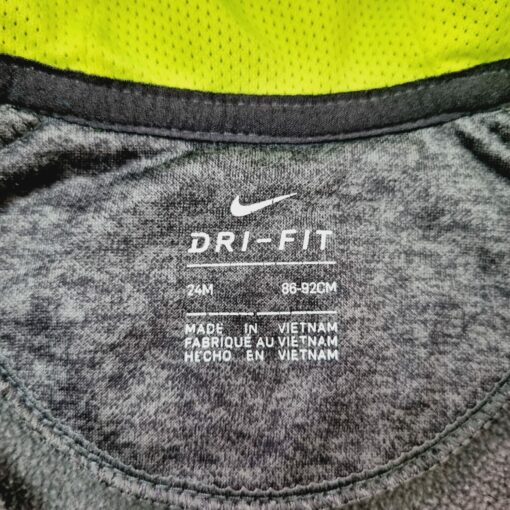 DRI-FIT
24M 86-92CM
MADE IN VIETNAM
FABRIQUÉ AU VIETNAM
HECHO EN VIETNAM